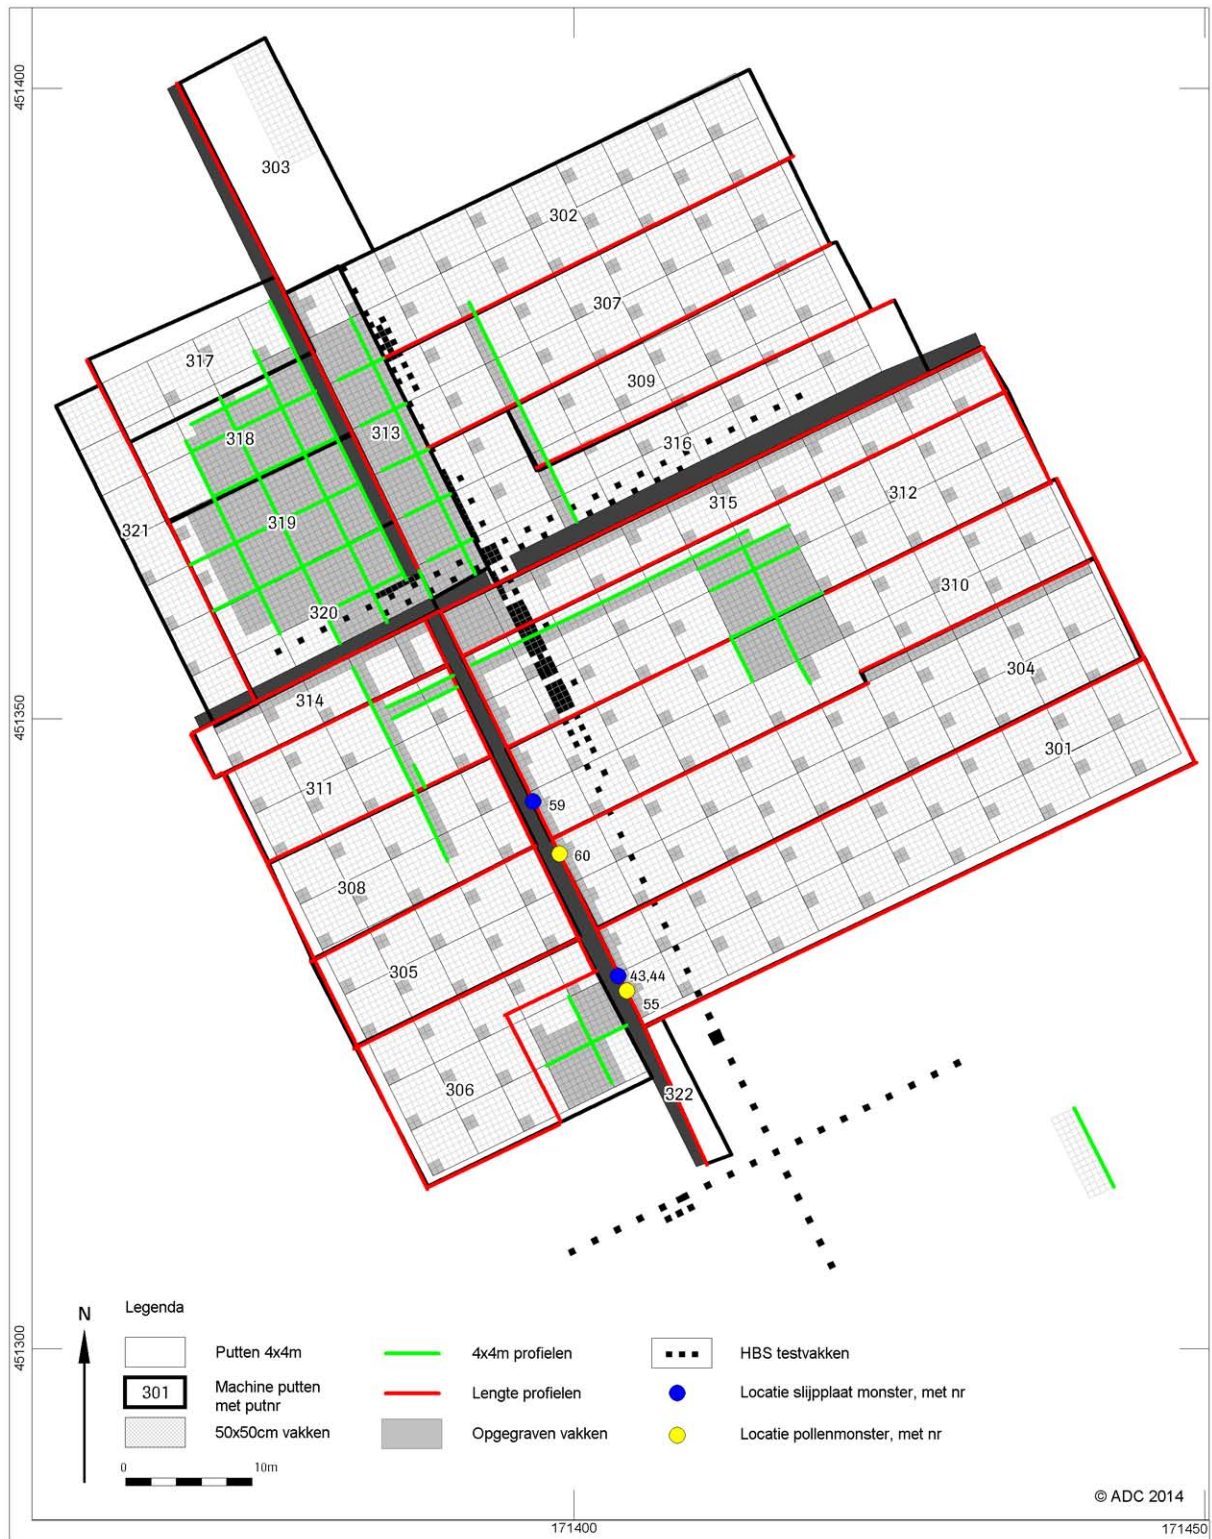 451400
303
302
307
317
309
318
313
316
312
315
321
319
310
320
304
314
301
311
59
60
308
305
43,44
55
306
322
451350
451300
N
Legenda
Putten 4x4m
4x4m profielen
HBS testvakken
301
Machine putten
met putnr
Lengte profielen
Locatie slijpplaat monster, met nr
50x50cm vakken
Opgegraven vakken
Locatie pollenmonster, met nr
0 10m
© ADC 2014
171400
171450